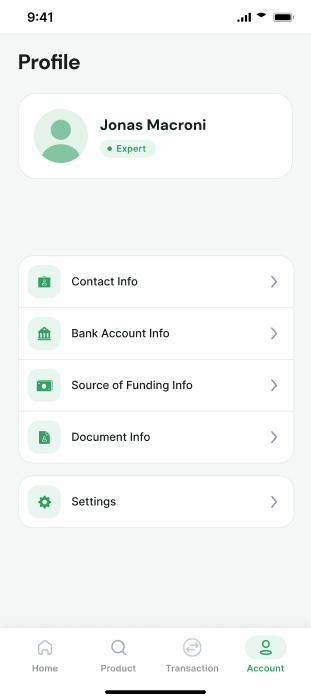 9:41
Profile
Jonas Macroni
Expert
Contact Info
Bank Account Info
Source of Funding Info
Document Info
Settings
Home
Product
Transaction
Account